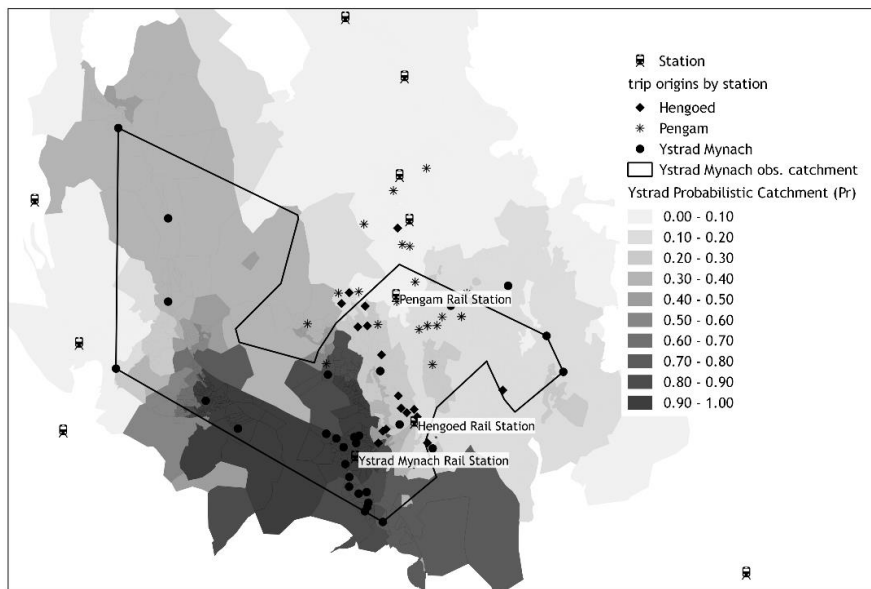 Station
trip origins by station
Hengoed
Pengam
Ystrad Mynach
Ystrad Mynach obs. catchment
Ystrad Probabilistic Catchment (Pr)
0.00 - 0.10
0.10 - 0.20
0.20 - 0.30
0.30 - 0.40
0.40 - 0.50
0.50 - 0.60
0.60 - 0.70
0.70 - 0.80
0.80 - 0.90
0.90 - 1.00
Pengam Rail Station
Hengoed Rail Station
Ystrad Mynach Rail Station